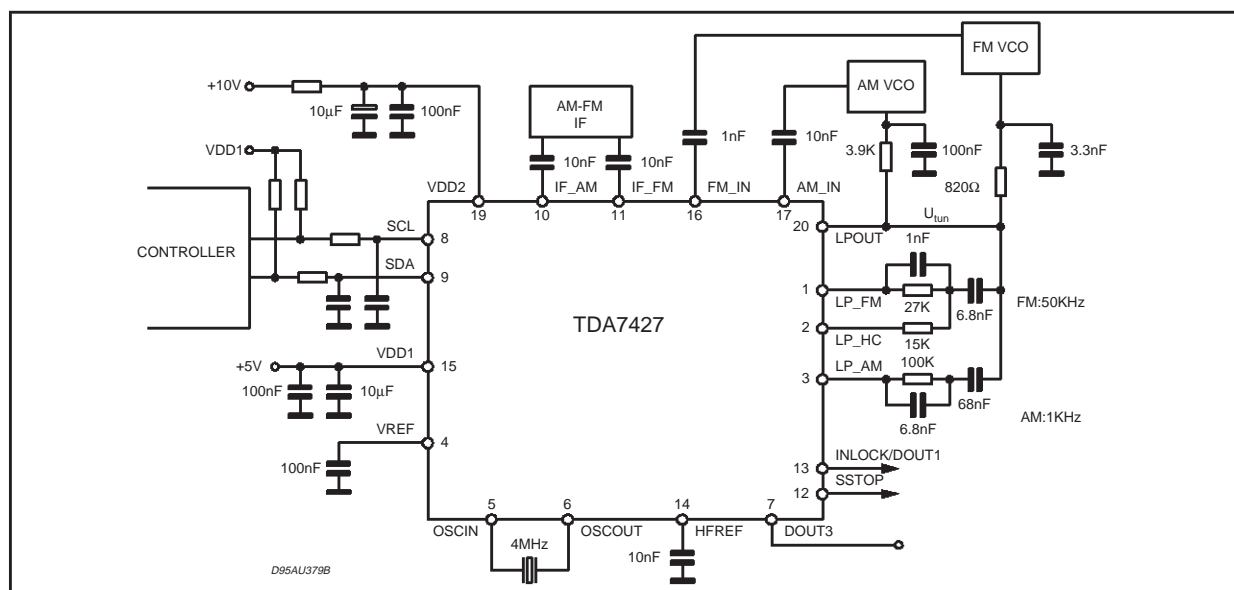 FM VCO
+10V
AM VCO
10μF
100nF
AM-FM
IF
1nF
10nF
3.9K
100nF
3.3nF
VDD1
10nF
10nF
820Ω
VDD2
IF_AM
IF_FM
FM_IN
AM_IN
19
10
11
16
17
20
LPOUT
Utun
CONTROLLER
SCL
8
SDA
9
1nF
1
LP_FM
27K
6.8nF
FM:50KHz
2
LP_HC
15K
TDA7427
VDD1
+5V
15
3
LP_AM
100K
68nF
6.8nF
AM:1KHz
100nF
10μF
VREF
4
100nF
13
INLOCK/DOUT1
12
SSTOP
5
6
14
7
OSCIN
OSCOUT
HFREF
DOUT3
4MHz
10nF
D95AU379B